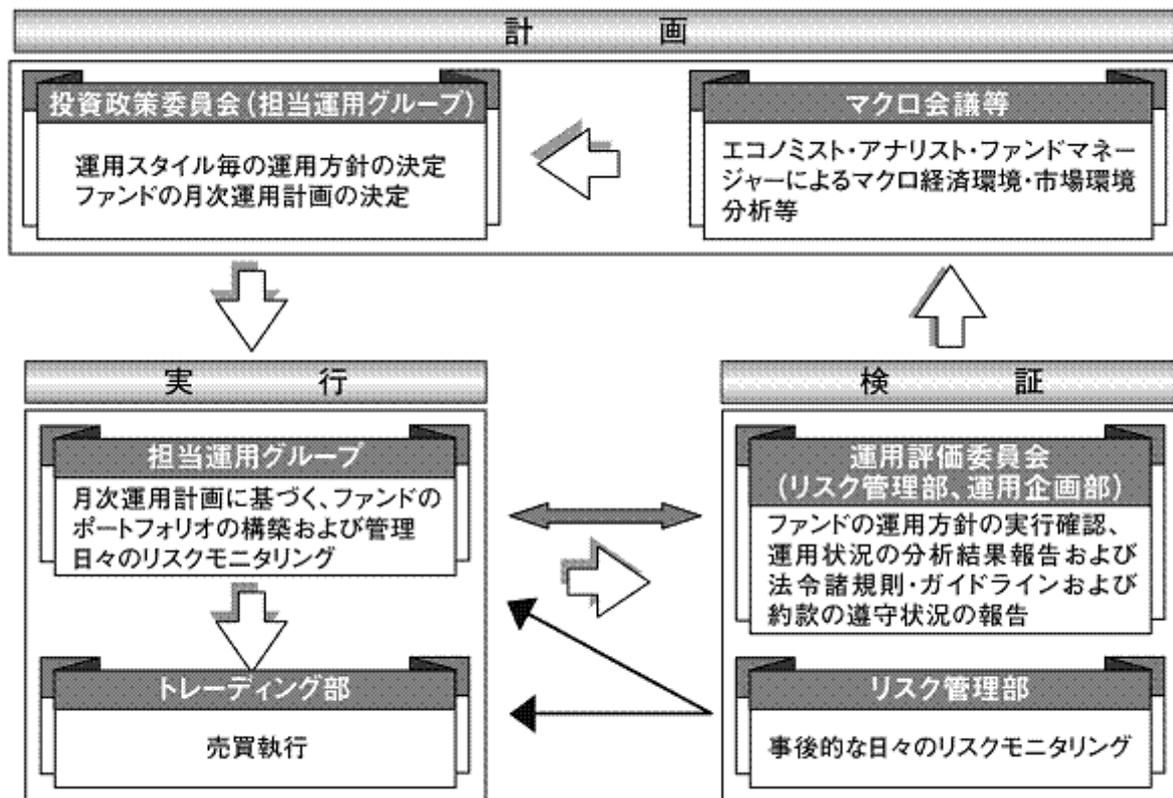 計画
投資政策委員会(担当運用グループ)
運用スタイル毎の運用方針の決定
ファンドの月次運用計画の決定
マクロ会議等
エコノミスト・アナリスト・ファンドマネー
ジャーによるマクロ経済環境・市場環境
分析等
実行
担当運用グループ
月次運用計画に基づく、ファンドの
ポートフォリオの構築および管理
日々のリスクモニタリング
トレーディング部
売買執行
検証
運用評価委員会
(リスク管理部、運用企画部)
ファンドの運用方針の実行確認、
運用状況の分析結果報告および
法令諸規則・ガイドラインおよび
約款の遵守状況の報告
リスク管理部
事後的な日々のリスクモニタリング